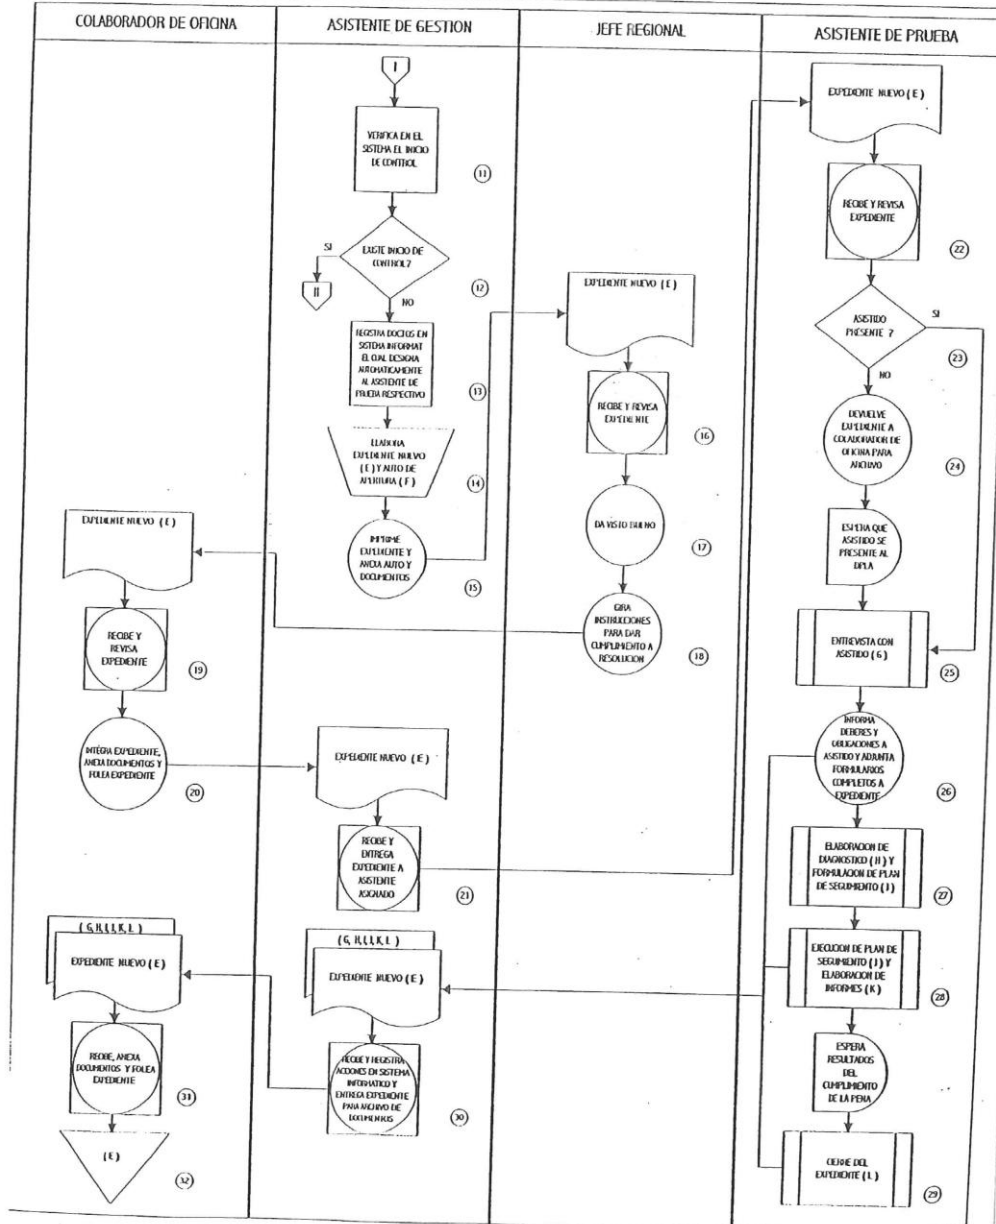 COLABORADOR DE OFICINA
ASISTENTE DE GESTION
JEFE REGIONAL
ASISTENTE DE PRUEBA
I
VERIFICA EN EL
SISTEMA EL INICIO
DE CONTROL
11
EXISTE INICIO DE
CONTROL?
12
SI
II
NO
REGISTRA DOCTOS EN
SISTEMA INFORMAT
EL CUAL DESIGNA
AUTOMATICAMENTE
AL ASISTENTE DE
PRUEBA RESPECTIVO
13
ELABORA
EXPEDIENTE NUEVO
(E) Y AUTO DE
APERTURA (F)
14
IMPRIME
EXPEDIENTE Y
ANEXA AUTO Y
DOCUMENTOS
15
EXPEDIENTE NUEVO (E)
RECIBE Y REVISA
EXPEDIENTE
16
DA VISTO BUENO
17
GIRA
INSTRUCCIONES
PARA DAR
CUMPLIMIENTO A
RESOLUCION
18
EXPEDIENTE NUEVO (E)
RECIBE Y
REVISA
EXPEDIENTE
19
INTEGRA EXPEDIENTE,
ANEXA DOCUMENTOS Y
FOLEA EXPEDIENTE
20
EXPEDIENTE NUEVO (E)
RECIBE Y
ENTREGA
EXPEDIENTE A
ASISTENTE
ASIGNADO
21
EXPEDIENTE NUEVO (E)
RECIBE Y REVISA
EXPEDIENTE
22
ASISTIDO
PRESENTE ?
SI
23
NO
DEVUELVE
EXPEDIENTE A
COLABORADOR DE
OFICINA PARA
ARCHIVO
24
ESPERA QUE
ASISTIDO SE
PRESENTE AL
DPLA
ENTREVISTA CON
ASISTIDO (G)
25
INFORMA
DEBERES Y
OBLIGACIONES A
ASISTIDO Y ADJUNTA
FORMULARIOS
COMPLETOS A
EXPEDIENTE
26
ELABORACION DE
DIAGNOSTICO (H) Y
FORMULACION DE PLAN
DE SEGUIMIENTO (I)
27
EJECUCION DE PLAN DE
SEGUIMIENTO (J) Y
ELABORACION DE
INFORMES (K)
28
ESPERA
RESULTADOS
DEL
CUMPLIMIENTO
DE LA PENA
CIERRE DEL
EXPEDIENTE (L)
29
(G,H,I,J,K,L)
EXPEDIENTE NUEVO (E)
RECIBE Y REGISTRA
ACCIONES EN SISTEMA
INFORMATICO Y
ENTREGA EXPEDIENTE
PARA ARCHIVO DE
DOCUMENTOS
30
(G,H,I,J,K,L)
EXPEDIENTE NUEVO (E)
RECIBE, ANEXA
DOCUMENTOS Y FOLEA
EXPEDIENTE
31
(E)
32